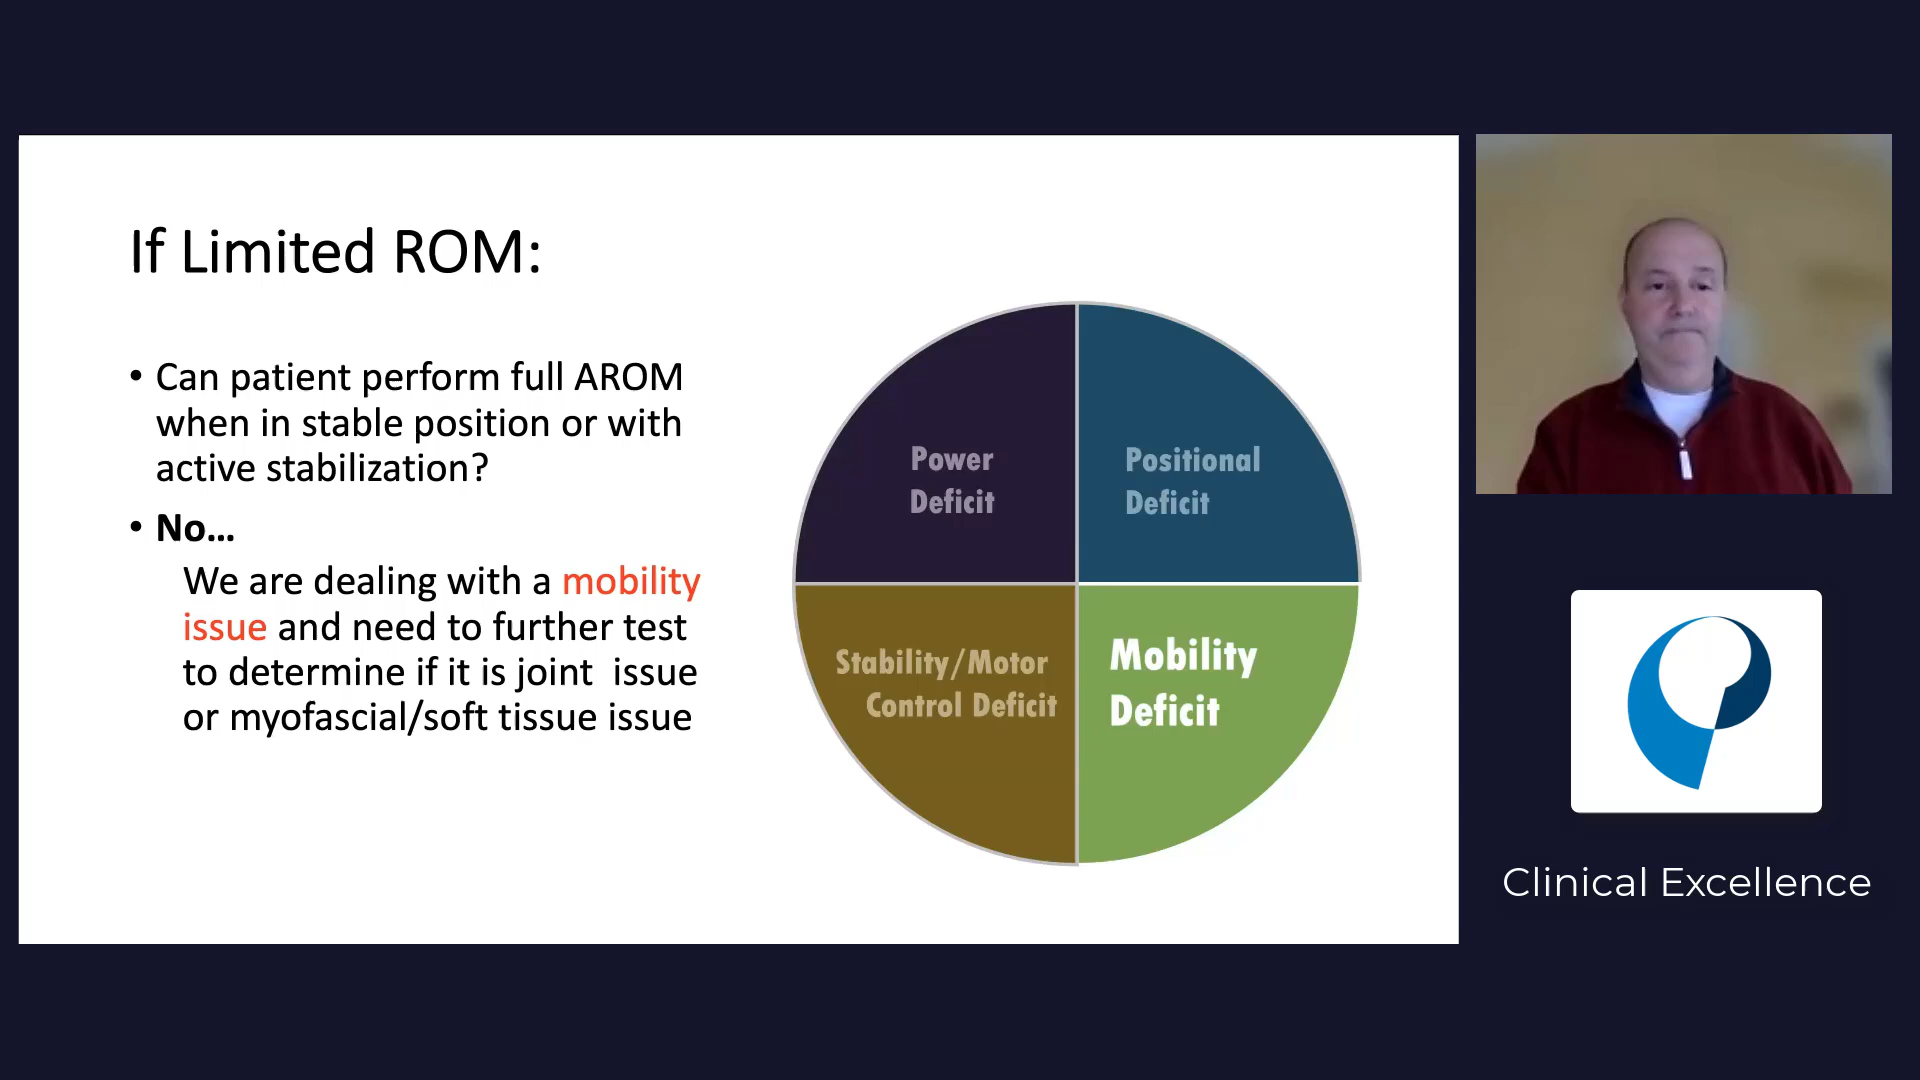 If Limited ROM:
• Can patient perform full AROM
when in stable position or with
active stabilization?
• No...
We are dealing with a mobility
issue and need to further test
to determine if it is joint  issue
or myofascial/soft tissue issue
Power
Deficit
Positional
Deficit
Stability/Motor
Control Deficit
Mobility
Deficit
Clinical Excellence